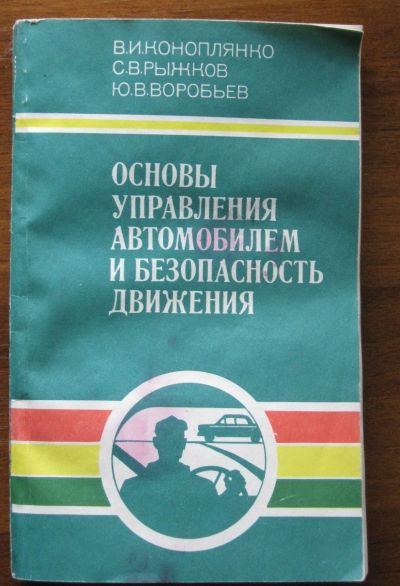 В.И.КОНОПЛЯНКО
С.В.РЫЖКОВ
Ю.В.ВОРОБЬЕВ
ОСНОВЫ
УПРАВЛЕНИЯ
АВТОМОБИЛЕМ
И БЕЗОПАСНОСТЬ
ДВИЖЕНИЯ